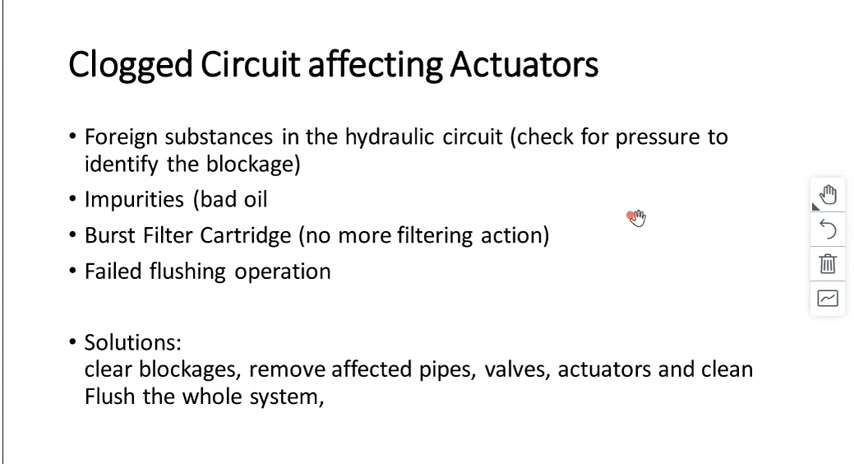 Clogged Circuit affecting Actuators
• Foreign substances in the hydraulic circuit (check for pressure to
identify the blockage)
• Impurities (bad oil
• Burst Filter Cartridge (no more filtering action)
• Failed flushing operation
• Solutions:
clear blockages, remove affected pipes, valves, actuators and clean
Flush the whole system,